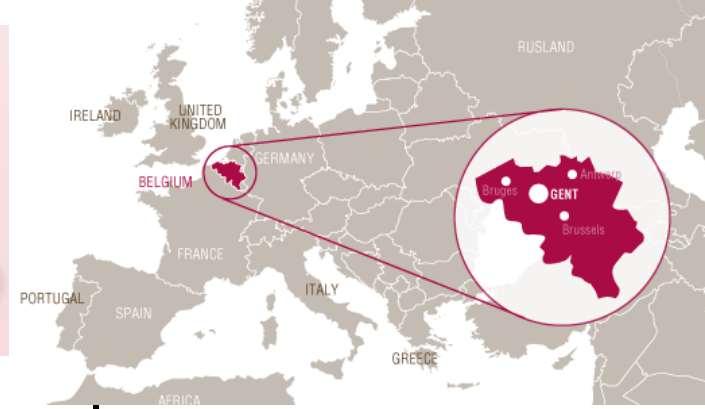 RUSLAND
IRELAND
UNITED
KINGDOM
GERMANY
BELGIUM
Antwerp
Bruges
GENT
Brussels
FRANCE
ITALY
PORTUGAL
SPAIN
GREECE
AFRICA